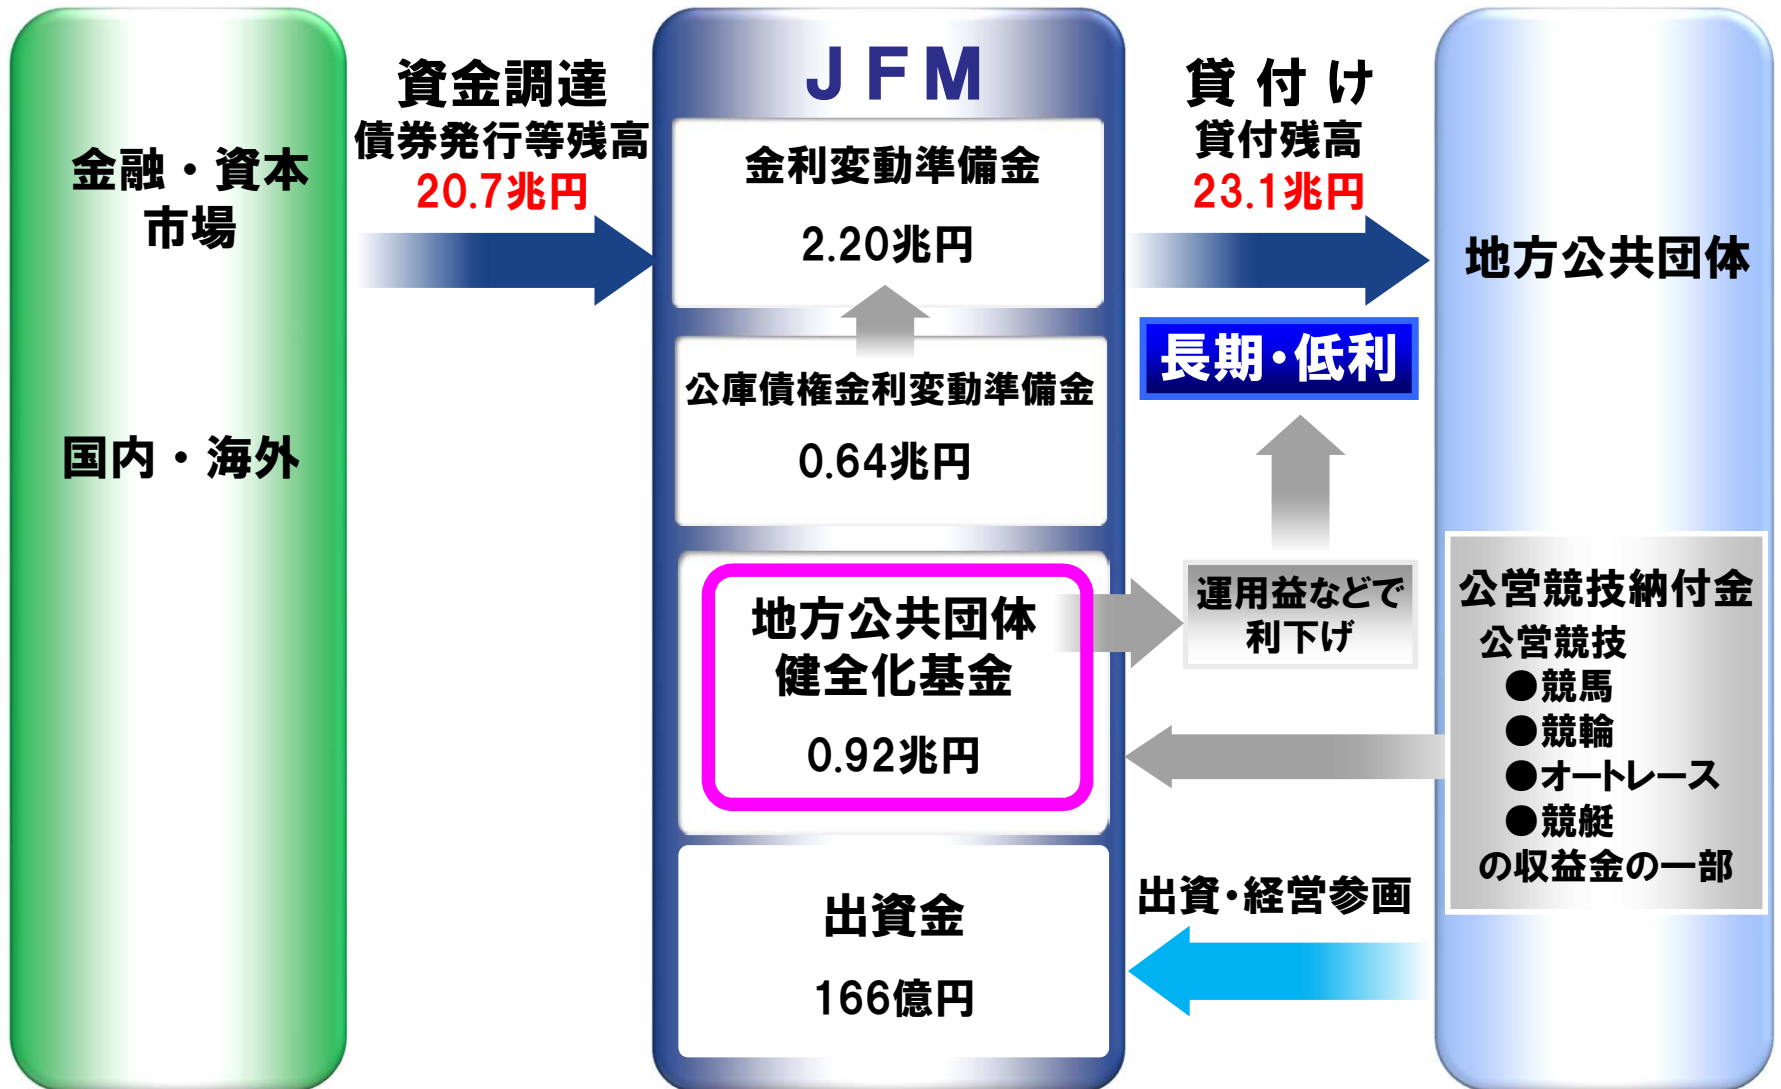 金融・資本
市場
国内・海外
資金調達
債券発行等残高
20.7兆円
JFM
金利変動準備金
2.20兆円
公庫債権金利変動準備金
0.64兆円
地方公共団体
健全化基金
0.92兆円
出資金
166億円
貸付け
貸付残高
23.1兆円
長期・低利
運用益などで
利下げ
出資・経営参画
地方公共団体
公営競技納付金
公営競技
●競馬
●競輪
●オートレース
●競艇
の収益金の一部